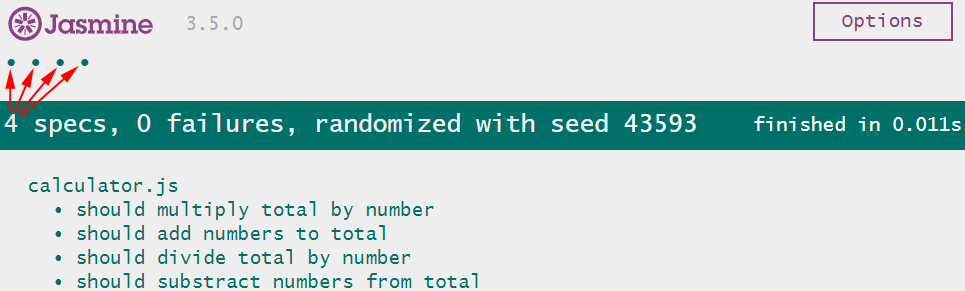 Jasmine 3.5.0 Options
• • • •
4 specs, 0 failures, randomized with seed 43593 finished in 0.011s
calculator.js
• should multiply total by number
• should add numbers to total
• should divide total by number
• should substract numbers from total